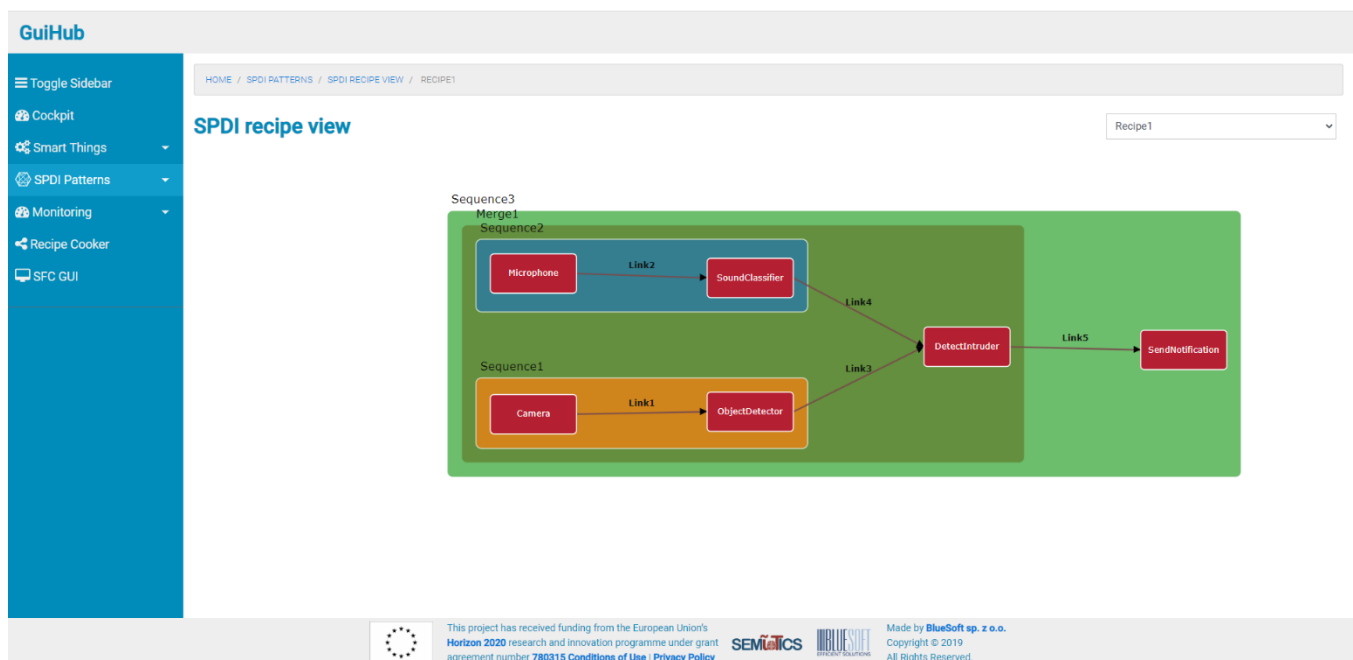 GuiHub
Toggle Sidebar
Cockpit
Smart Things
SPDI Patterns
Monitoring
Recipe Cooker
SFC GUI
HOME / SPDI PATTERNS / SPDI RECIPE VIEW / RECIPE1
SPDI recipe view
Recipe1
Sequence3
Merge1
Sequence2
Microphone
Link2
SoundClassifier
Link4
DetectIntruder
Link5
SendNotification
Sequence1
Link3
Camera
Link1
ObjectDetector
This project has received funding from the European Union's
Horizon 2020 research and innovation programme under grant
agreement number 780315 Conditions of Use | Privacy Policy
SEMIoTICS
BLUESOFT
EFFICIENT SOLUTIONS
Made by BlueSoft sp. z o.o.
Copyright © 2019
All Rights Reserved.